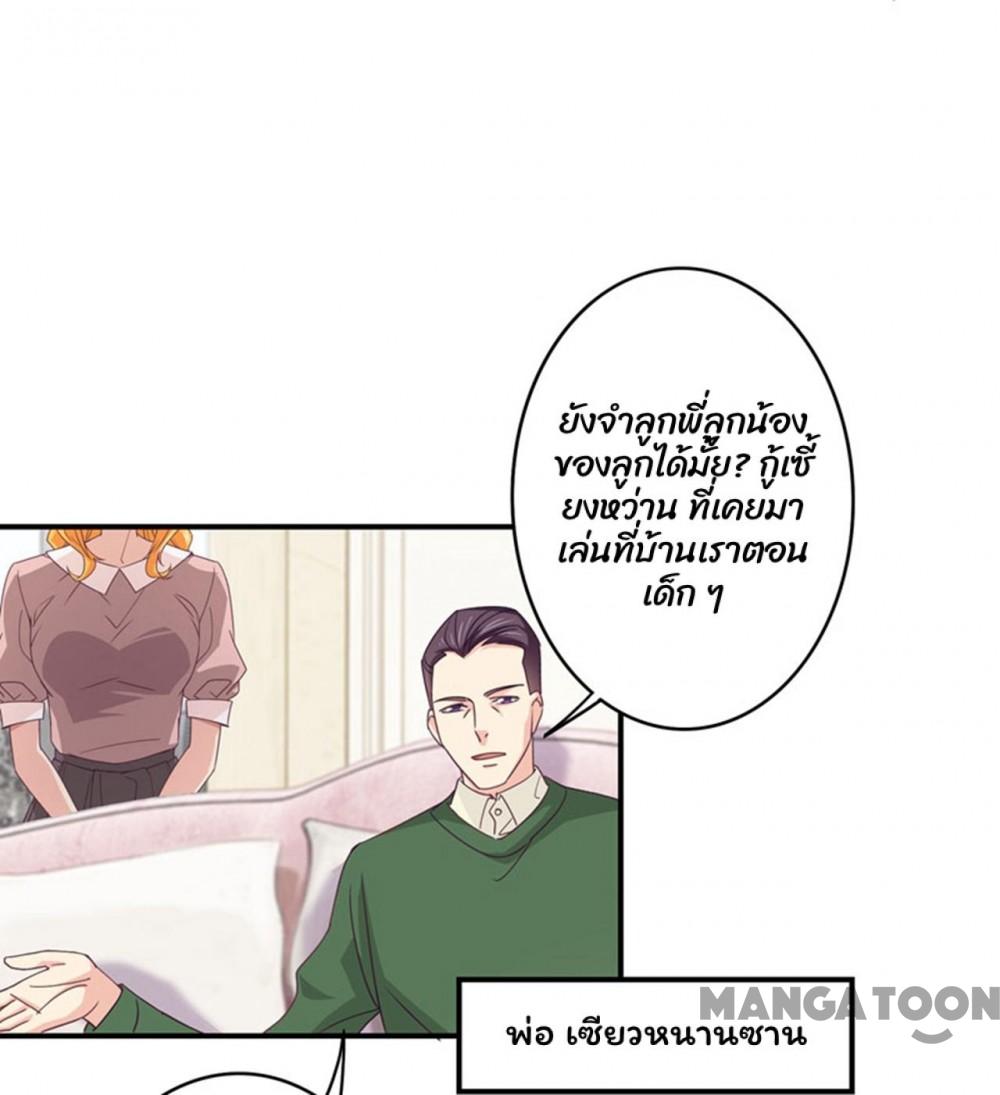 ยังจำลูกพี่ลูกน้อง
ของลูกได้มั้ย? กู้เซี่
ยงหว่าน ที่เคยมา
เล่นที่บ้านเราตอน
เด็ก ๆ
พ่อ เซียวหนานซาน
MANGATOON